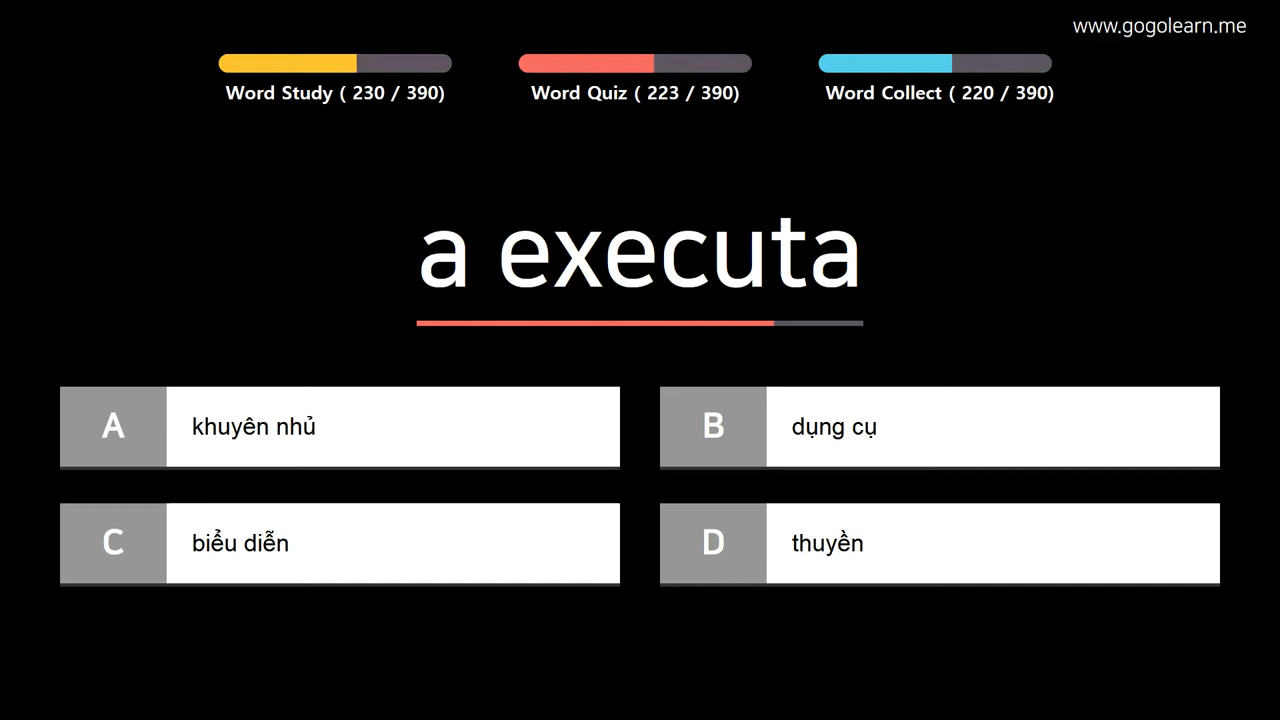 www.gogolearn.me
Word Study ( 230 / 390)
Word Quiz ( 223 / 390)
Word Collect ( 220 / 390)
a executa
A khuyên nhủ
B dụng cụ
C biểu diễn
D thuyền